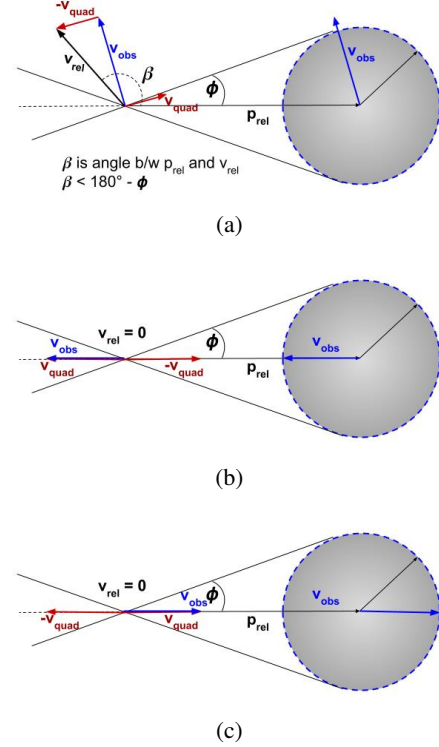 -v_quad
v_obs
v_rel
β
v_quad
ϕ
v_obs
p_rel
β is angle b/w p_rel and v_rel
β < 180° - ϕ
(a)
v_rel = 0
v_obs
v_quad
-v_quad
ϕ
v_obs
p_rel
(b)
v_rel = 0
-v_quad
v_obs
v_quad
ϕ
v_obs
p_rel
(c)